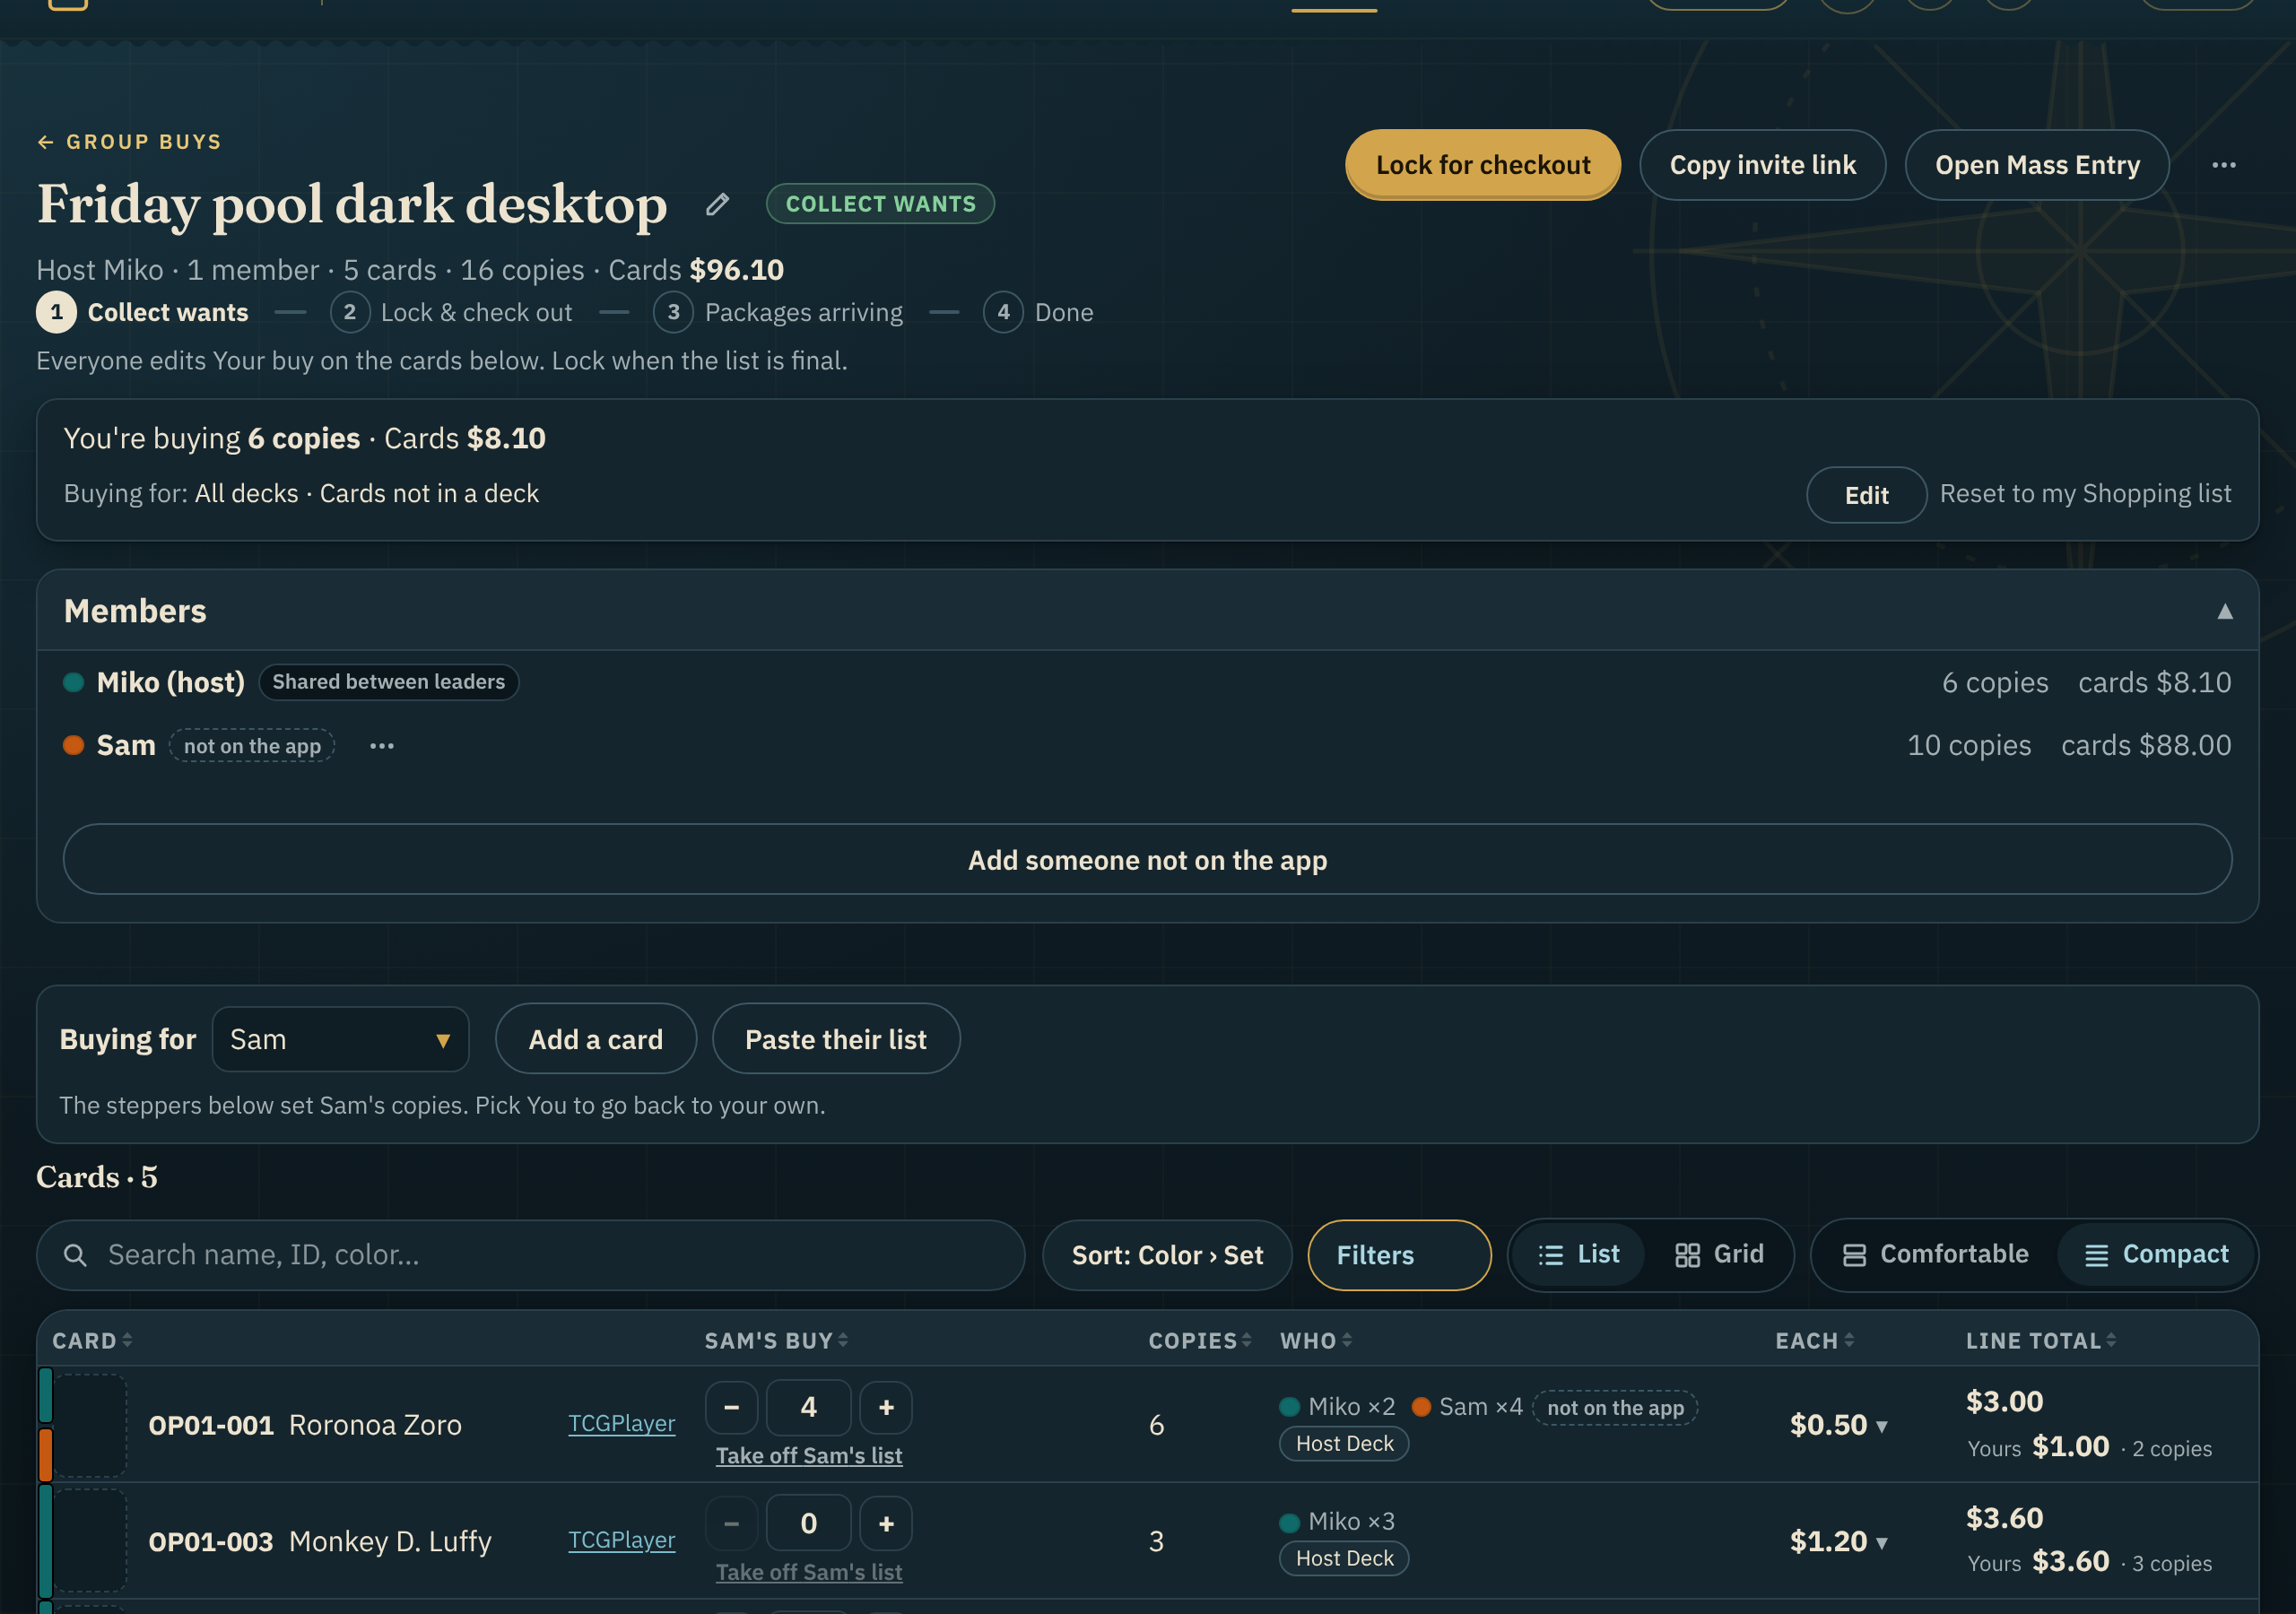 ← GROUP BUYS
Friday pool dark desktop
COLLECT WANTS
Lock for checkout
Copy invite link
Open Mass Entry
···
Host Miko · 1 member · 5 cards · 16 copies · Cards $96.10
1 Collect wants — 2 Lock & check out — 3 Packages arriving — 4 Done
Everyone edits Your buy on the cards below. Lock when the list is final.
You're buying 6 copies · Cards $8.10
Buying for: All decks · Cards not in a deck
Edit
Reset to my Shopping list
Members ▲
Miko (host) Shared between leaders 6 copies cards $8.10
Sam not on the app ··· 10 copies cards $88.00
Add someone not on the app
Buying for Sam ▼ Add a card Paste their list
The steppers below set Sam's copies. Pick You to go back to your own.
Cards · 5
Search name, ID, color... Sort: Color › Set Filters List Grid Comfortable Compact
CARD SAM'S BUY COPIES WHO EACH LINE TOTAL
OP01-001 Roronoa Zoro TCGPlayer − 4 + 6 Miko ×2 Sam ×4 not on the app $0.50 ▼ $3.00
Take off Sam's list Host Deck Yours $1.00 · 2 copies
OP01-003 Monkey D. Luffy TCGPlayer − 0 + 3 Miko ×3 $1.20 ▼ $3.60
Take off Sam's list Host Deck Yours $3.60 · 3 copies